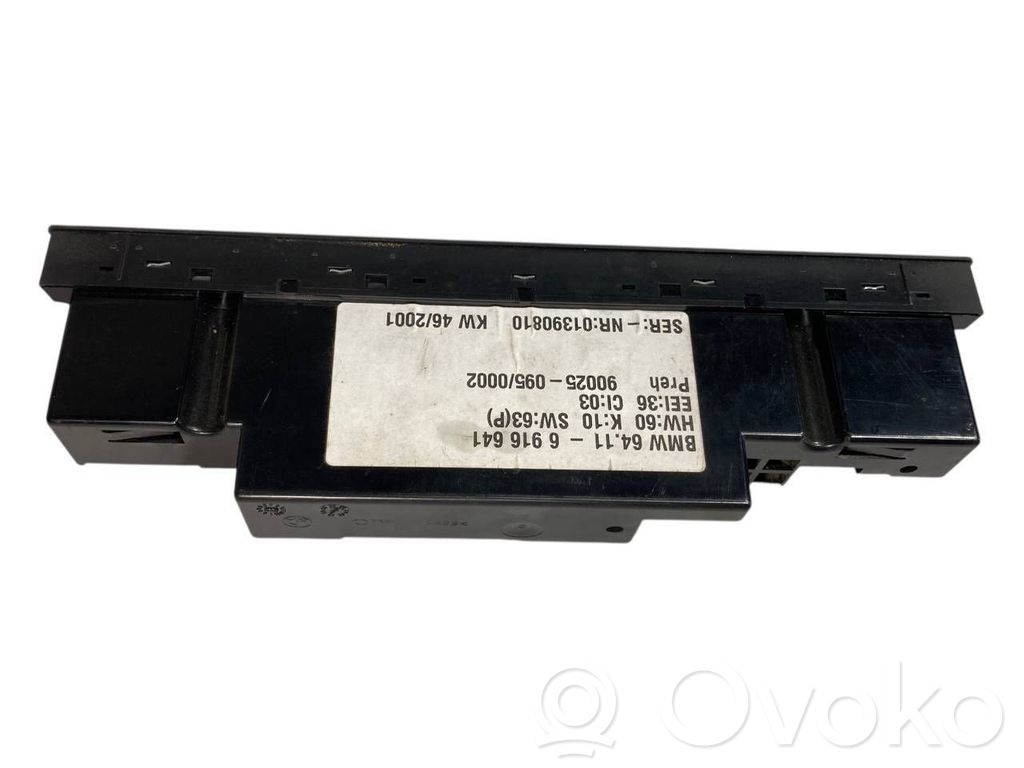 BMW 64.11 - 6 916 641
HW:60 K:10 SW:63(P)
EEI:36 CI:03
Preh 90025-095/0002
SER:- NR:01390810 KW 46/2001
Ovoko